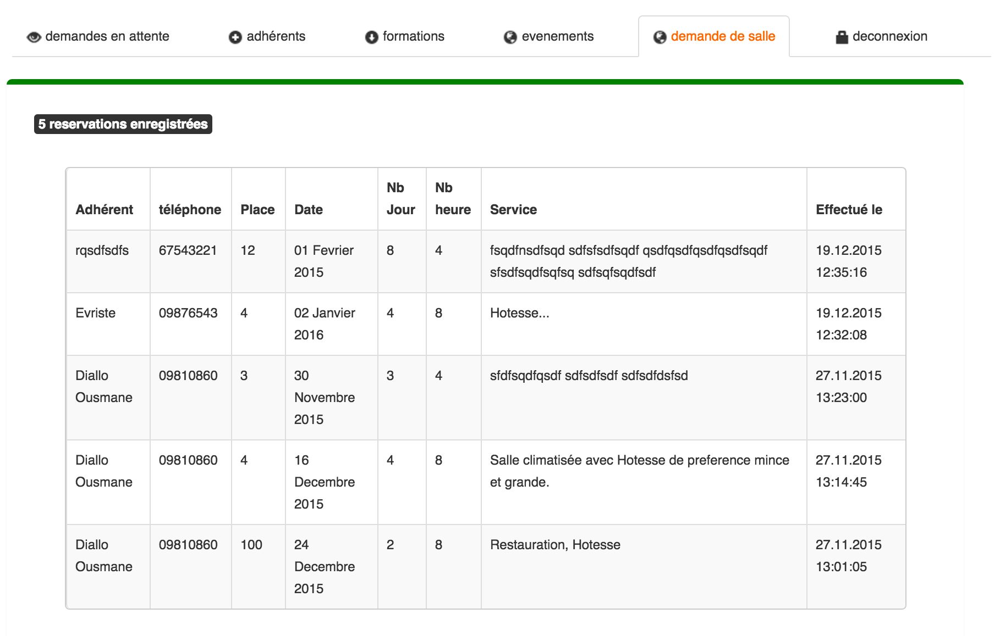 demandes en attente adhérents formations evenements demande de salle deconnexion
5 reservations enregistrées
Nb Nb
Adhérent téléphone Place Date Jour heure Service Effectué le
rqsdfsdfs 67543221 12 01 Fevrier 8 4 fsqdfnsdfsqd sdfsfsdfsqdf qsdfqsdfqsdfqsdfsqdf 19.12.2015
2015 sfsdfsqdfsqfsq sdfsqfsqdfsdf 12:35:16
Evriste 09876543 4 02 Janvier 4 8 Hotesse... 19.12.2015
2016 12:32:08
Diallo 09810860 3 30 3 4 sfdfsqdfqsdf sdfsdfsdf sdfsdfdsfsd 27.11.2015
Ousmane Novembre 13:23:00
2015
Diallo 09810860 4 16 4 8 Salle climatisée avec Hotesse de preference mince 27.11.2015
Ousmane Decembre et grande. 13:14:45
2015
Diallo 09810860 100 24 2 8 Restauration, Hotesse 27.11.2015
Ousmane Decembre 13:01:05
2015